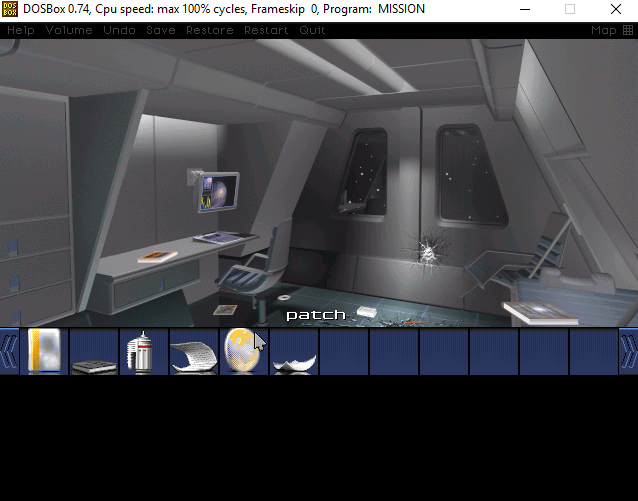 DOSBox 0.74, Cpu speed: max 100% cycles, Frameskip 0, Program: MISSION
Help Volume Undo Save Restore Restart Quit Map
patch